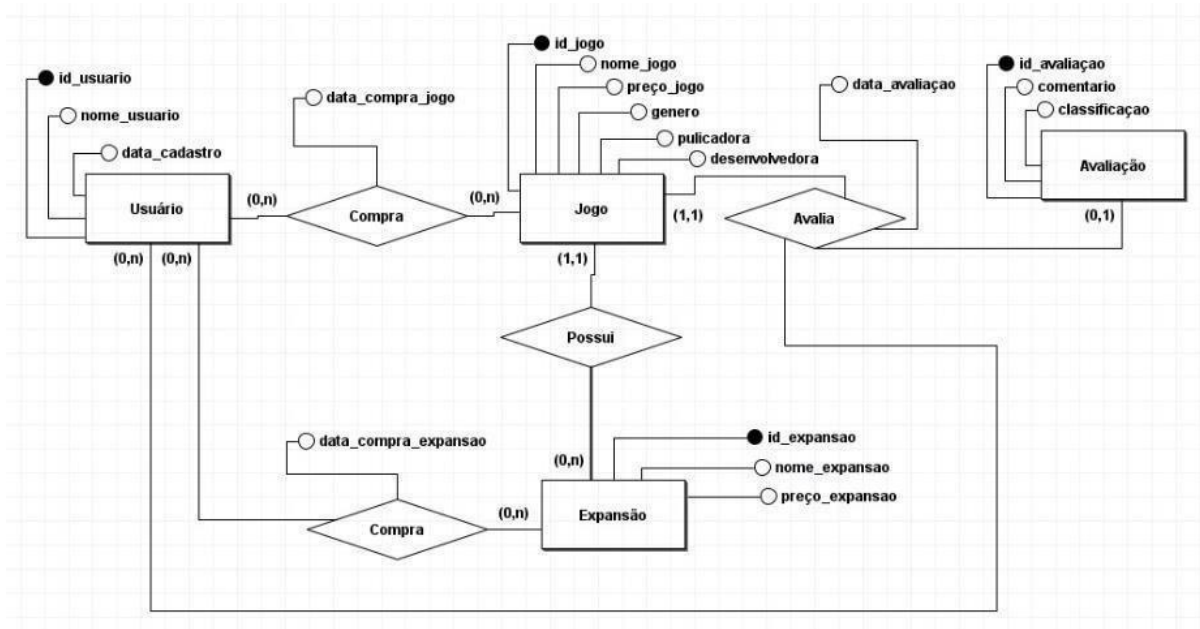 id_usuario
nome_usuario
data_cadastro
Usuário
(0,n)
(0,n)
(0,n)
data_compra_jogo
Compra
(0,n)
id_jogo
nome_jogo
preço_jogo
genero
pulicadora
desenvolvedora
Jogo
(1,1)
(1,1)
data_avaliaçao
Avalia
id_avaliaçao
comentario
classificaçao
Avaliação
(0,1)
Possui
data_compra_expansao
Compra
(0,n)
(0,n)
id_expansao
nome_expansao
preço_expansao
Expansão